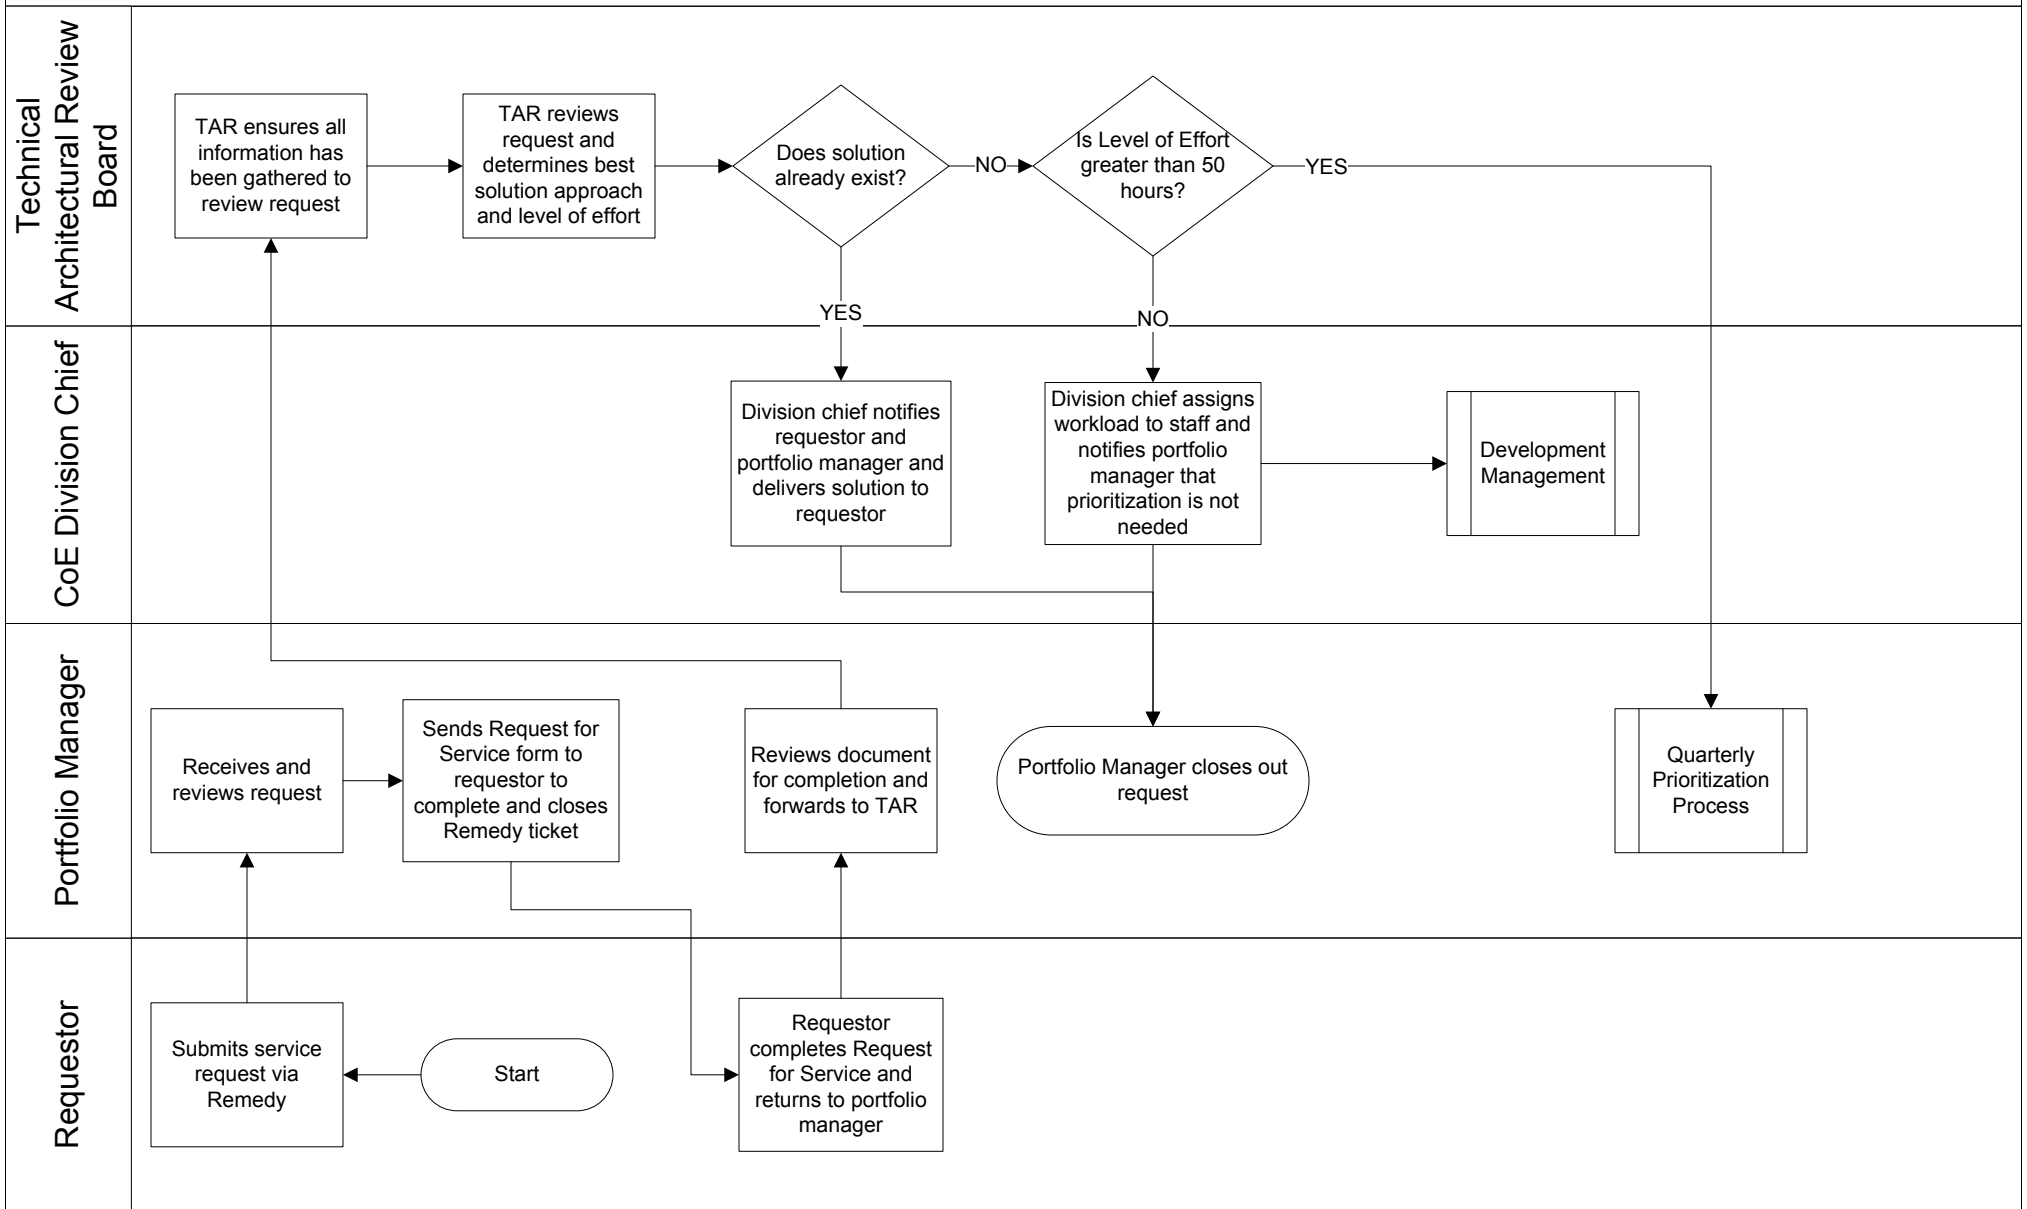 Technical
Architectural Review
Board
TAR ensures all
information has
been gathered to
review request
TAR reviews
request and
determines best
solution approach
and level of effort
Does solution
already exist?
NO
Is Level of Effort
greater than 50
hours?
YES
YES
NO
CoE Division Chief
Division chief notifies
requestor and
portfolio manager and
delivers solution to
requestor
Division chief assigns
workload to staff and
notifies portfolio
manager that
prioritization is not
needed
Development
Management
Portfolio Manager
Receives and
reviews request
Sends Request for
Service form to
requestor to
complete and closes
Remedy ticket
Reviews document
for completion and
forwards to TAR
Portfolio Manager closes out
request
Quarterly
Prioritization
Process
Requestor
Submits service
request via
Remedy
Start
Requestor
completes Request
for Service and
returns to portfolio
manager